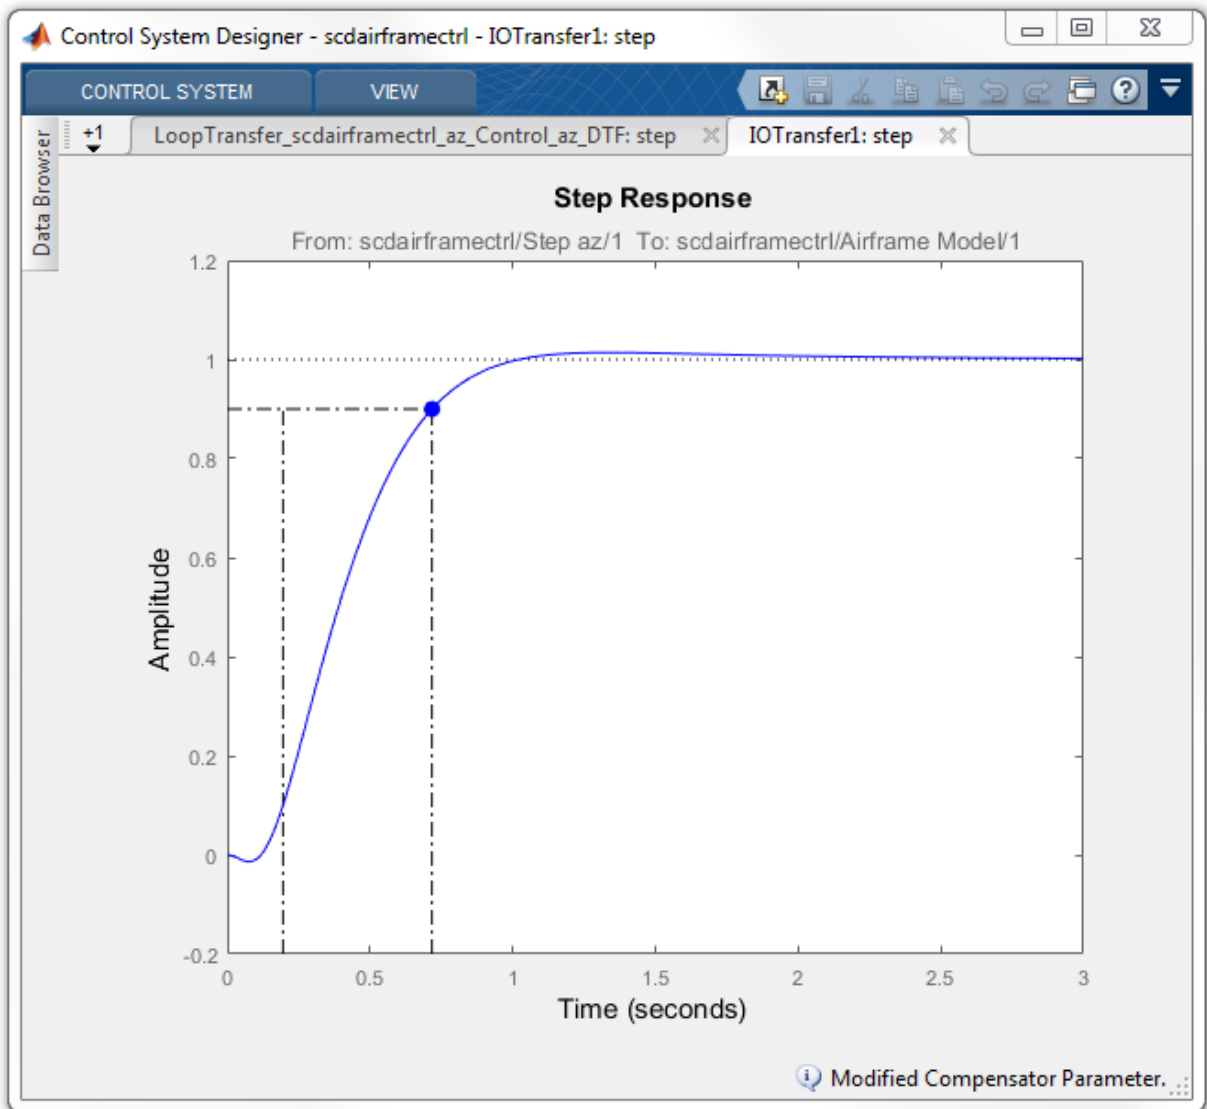 Control System Designer - scdairframectrl - IOTransfer1: step
CONTROL SYSTEM VIEW
Data Browser
+1 LoopTransfer_scdairframectrl_az_Control_az_DTF: step IOTransfer1: step
Step Response
From: scdairframectrl/Step az/1 To: scdairframectrl/Airframe Model/1
1.2
1
0.8
0.6
0.4
0.2
0
-0.2
Amplitude
0 0.5 1 1.5 2 2.5 3
Time (seconds)
Modified Compensator Parameter.